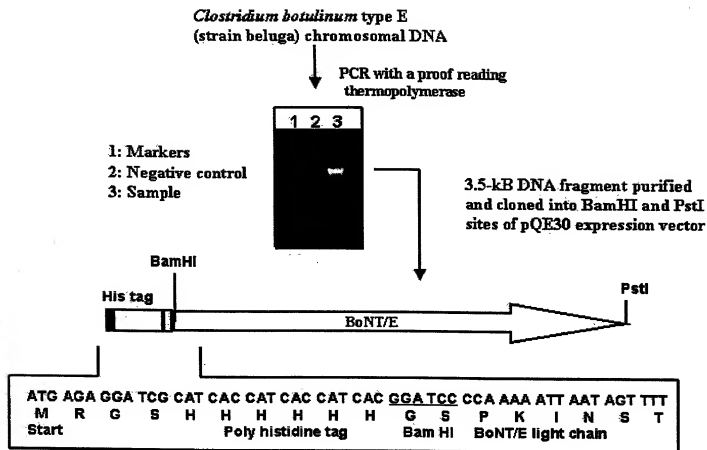 Clostridium botulinum type E
(strain beluga) chromosomal DNA
PCR with a proof reading
thermopolymerase
1 2 3
1: Markers
2: Negative control
3: Sample
3.5-kB DNA fragment purified
and cloned into BamHI and PstI
sites of pQE30 expression vector
BamHI
PstI
His tag
BoNT/E
ATG AGA GGA TCG CAT CAC CAT CAC CAT CAC GGA TCC CCA AAA ATT AAT AGT TTT
M R G S H H H H H H G S P K I N S T
Start Poly histidine tag Bam HI BoNT/E light chain